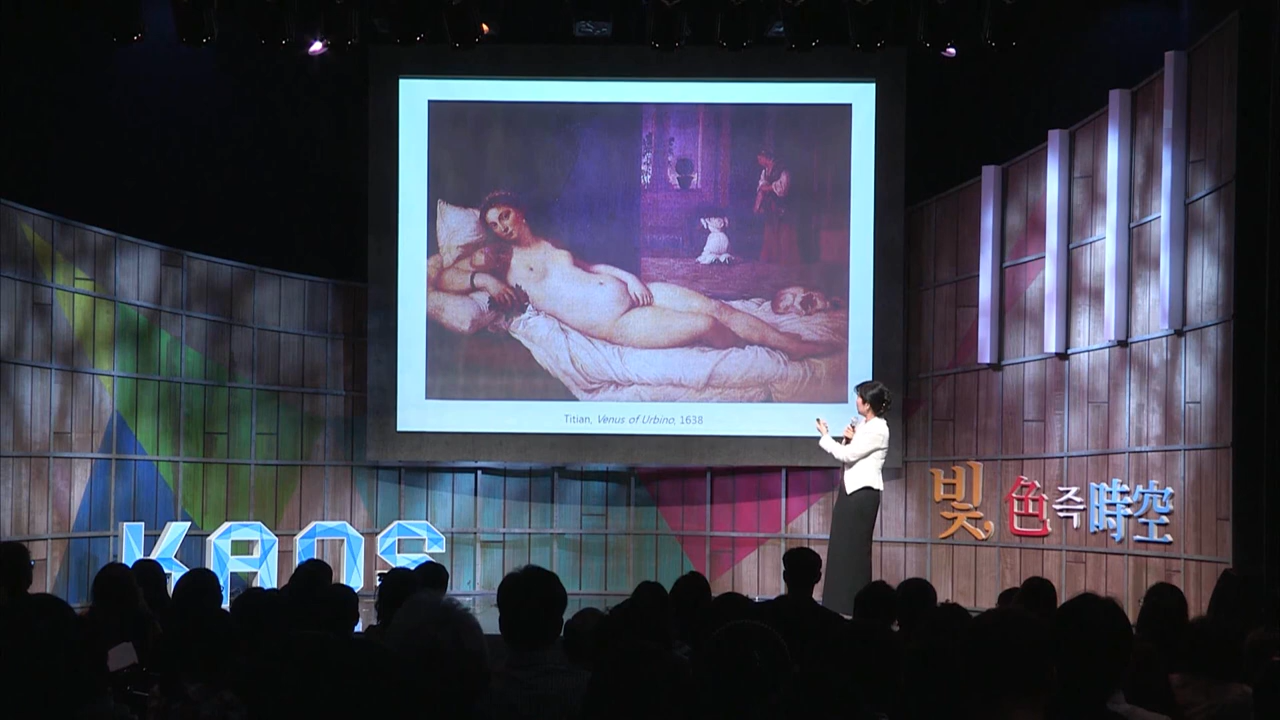 Titian, Venus of Urbino, 1638
빛, 色즉時空
KAOS